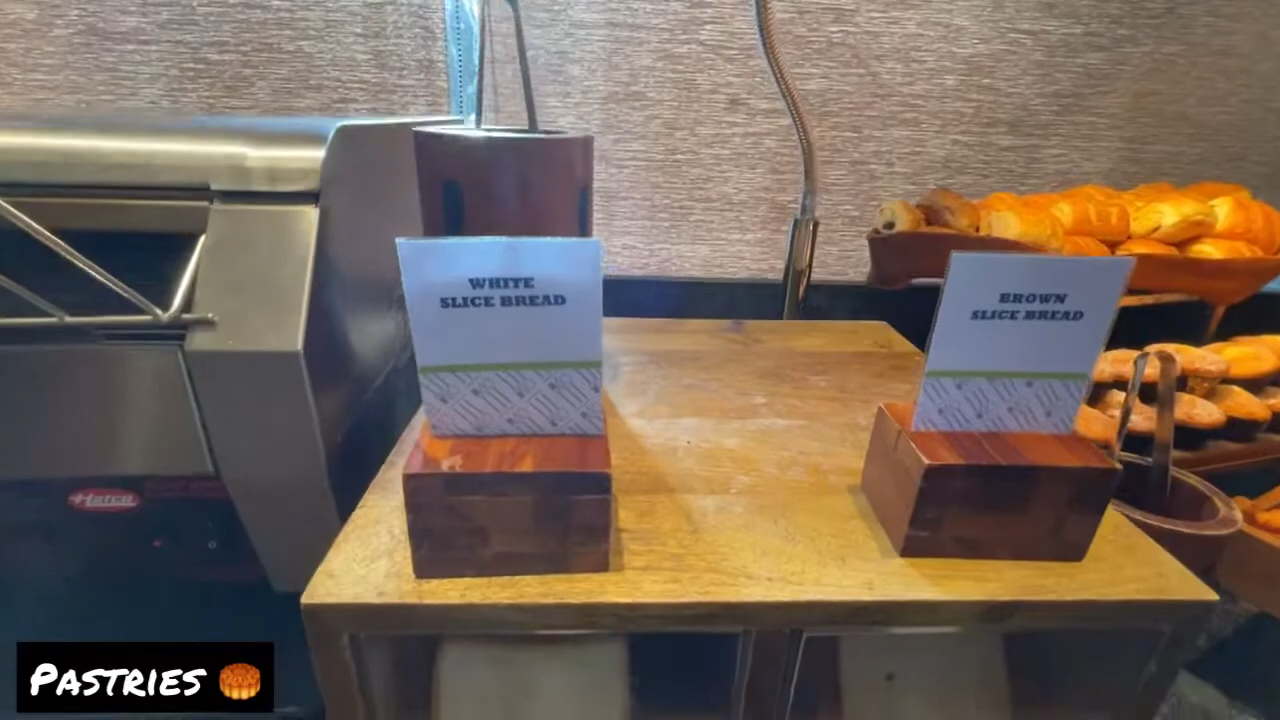 WHITE
SLICE BREAD
BROWN
SLICE BREAD
Hatco
PASTRIES